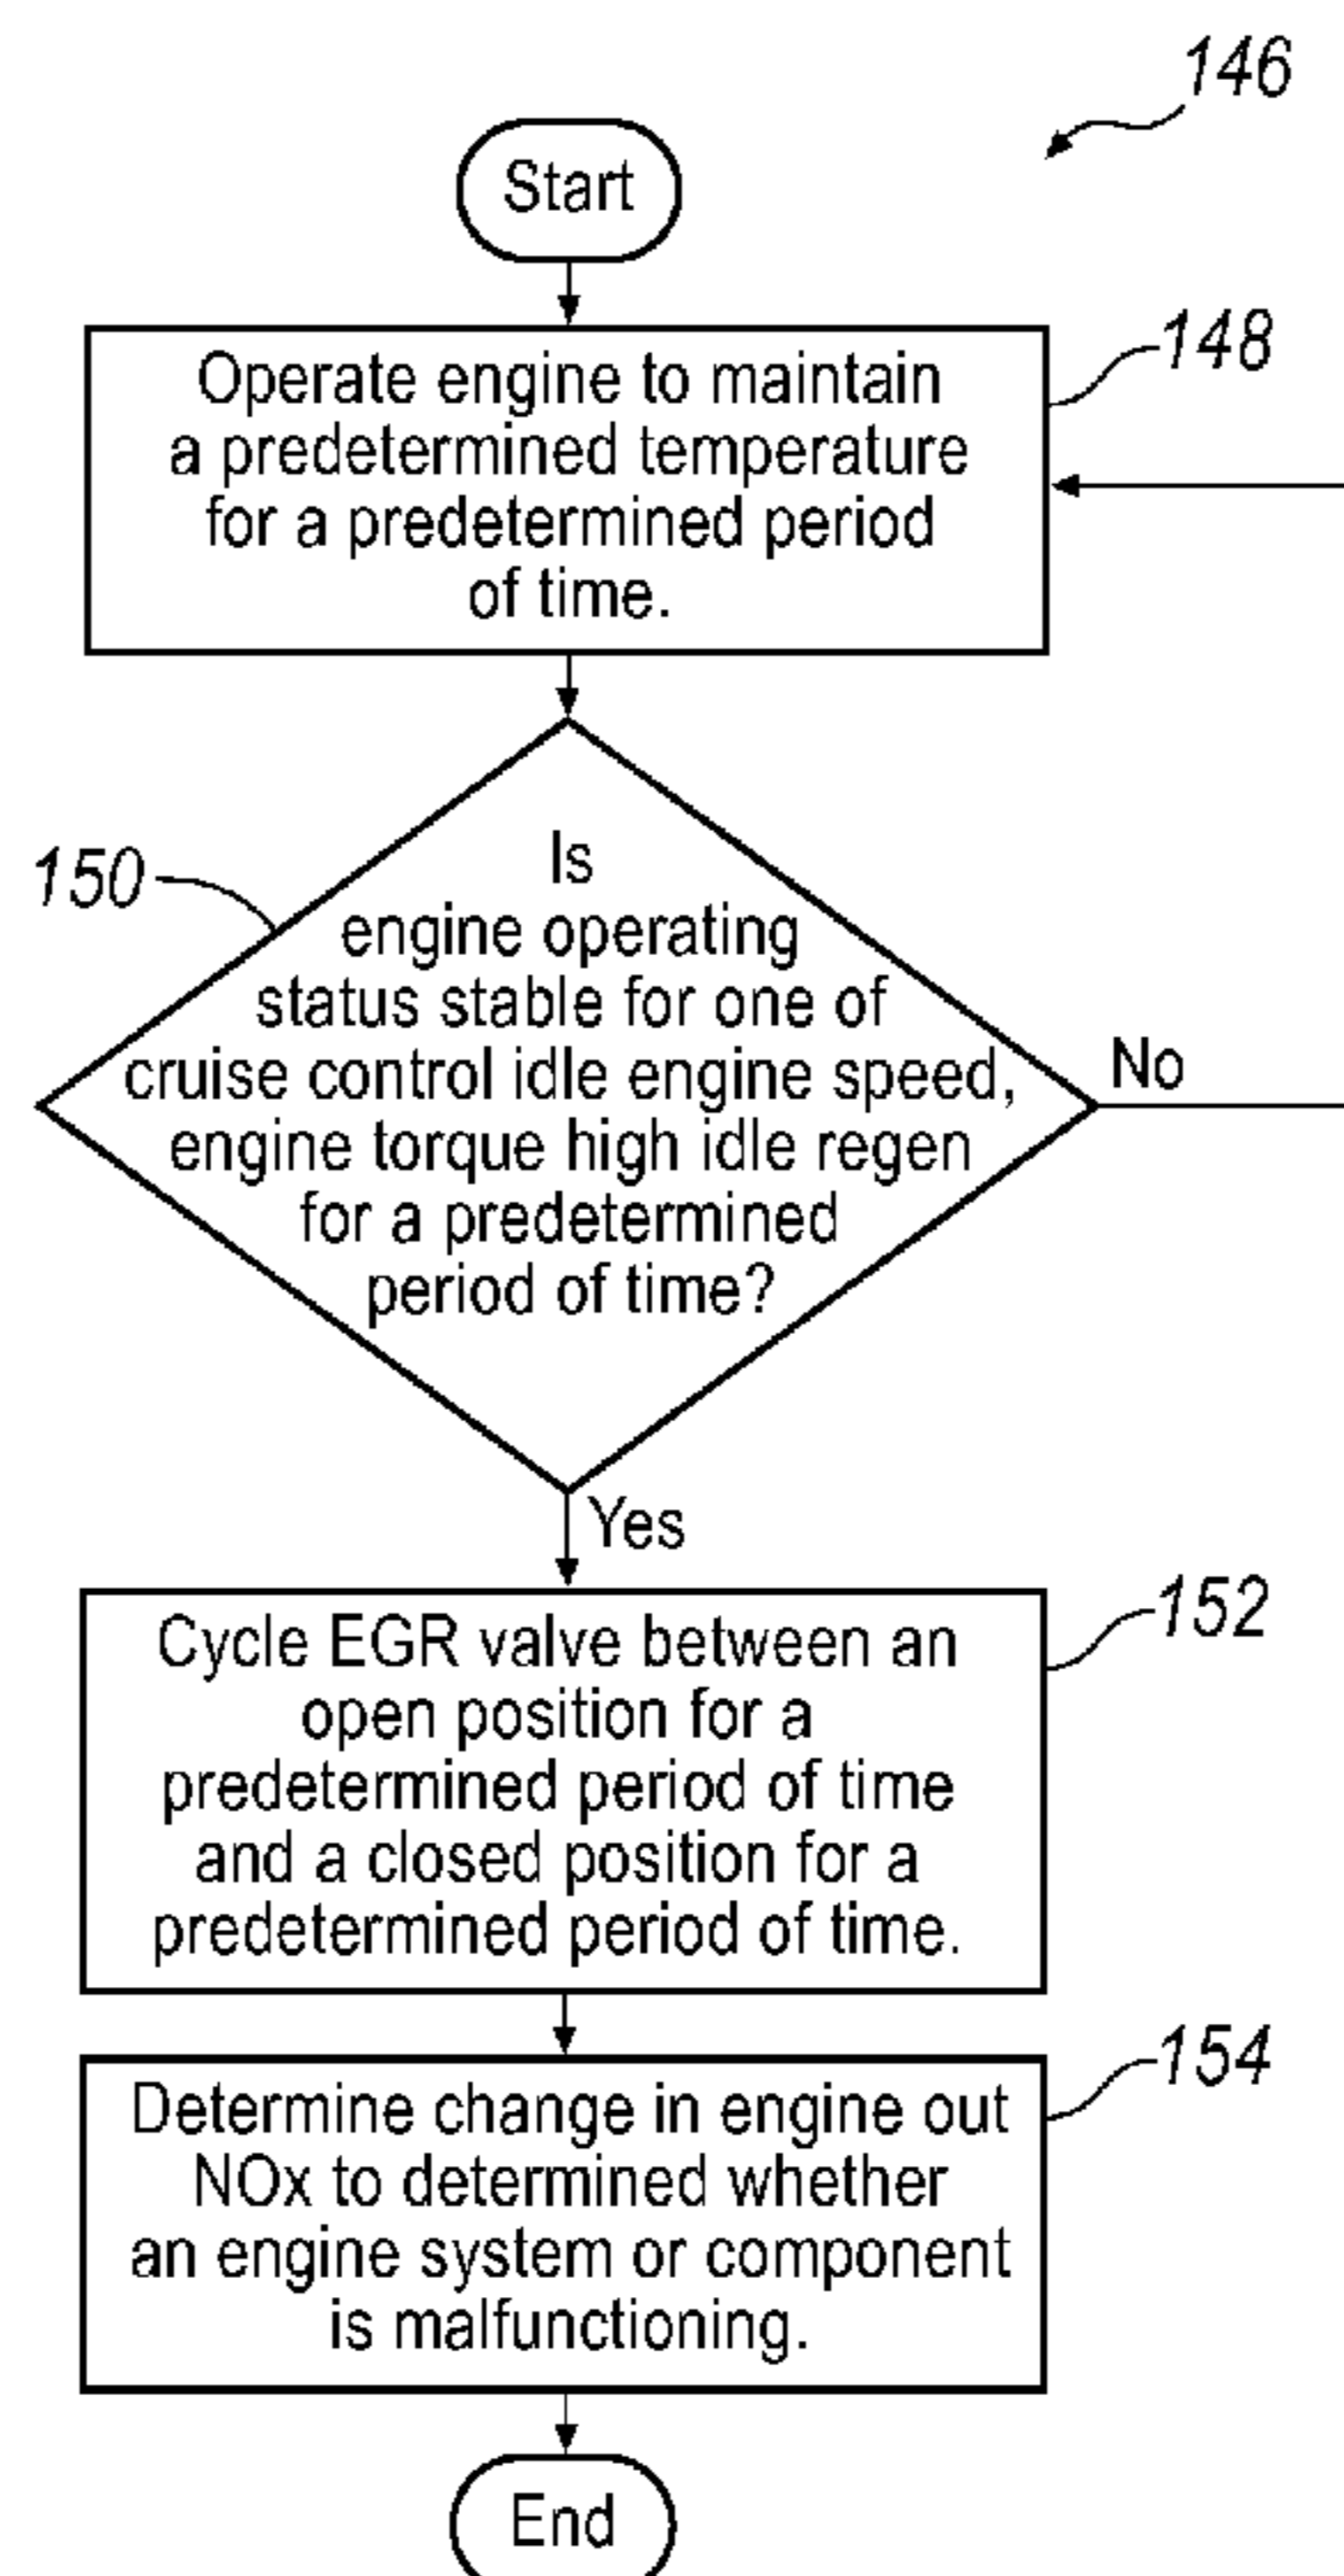 146
Start
148
Operate engine to maintain
a predetermined temperature
for a predetermined period
of time.
150
Is
engine operating
status stable for one of
cruise control idle engine speed,
engine torque high idle regen
for a predetermined
period of time?
No
Yes
152
Cycle EGR valve between an
open position for a
predetermined period of time
and a closed position for a
predetermined period of time.
154
Determine change in engine out
NOx to determined whether
an engine system or component
is malfunctioning.
End